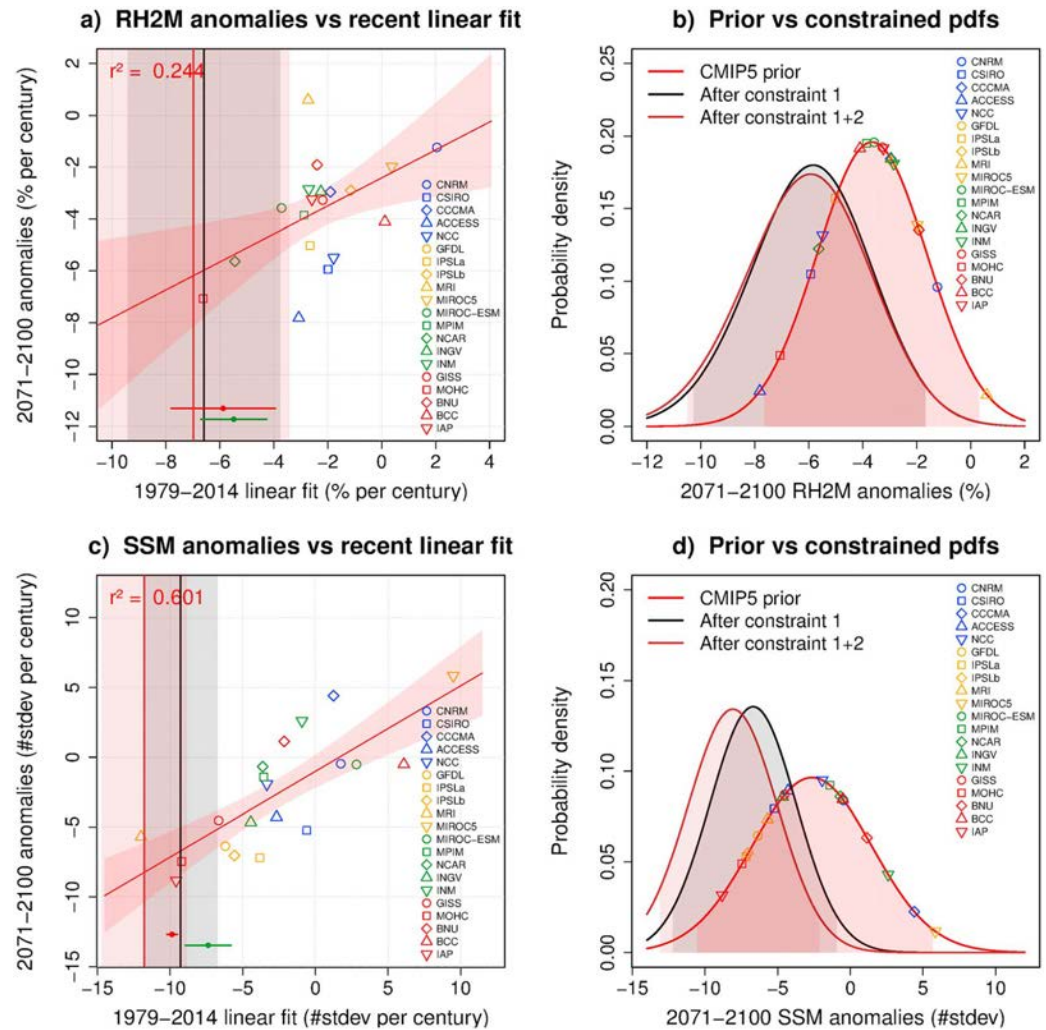 a) RH2M anomalies vs recent linear fit
r² = 0.244
2071−2100 anomalies (% per century)
2
0
−2
−4
−6
−8
−10
−12
−10
−8
−6
−4
−2
0
2
4
1979−2014 linear fit (% per century)
CNRM
CSIRO
CCCMA
ACCESS
NCC
GFDL
IPSLa
IPSLb
MRI
MIROC5
MIROC−ESM
MPIM
NCAR
INGV
INM
GISS
MOHC
BNU
BCC
IAP
b) Prior vs constrained pdfs
CMIP5 prior
After constraint 1
After constraint 1+2
Probability density
0.25
0.20
0.15
0.10
0.05
0.00
−12
−10
−8
−6
−4
−2
0
2
2071−2100 RH2M anomalies (%)
CNRM
CSIRO
CCCMA
ACCESS
NCC
GFDL
IPSLa
IPSLb
MRI
MIROC5
MIROC−ESM
MPIM
NCAR
INGV
INM
GISS
MOHC
BNU
BCC
IAP
c) SSM anomalies vs recent linear fit
r² = 0.601
2071−2100 anomalies (#stdev per century)
10
5
0
−5
−10
−15
−15
−10
−5
0
5
10
1979−2014 linear fit (#stdev per century)
CNRM
CSIRO
CCCMA
ACCESS
NCC
GFDL
IPSLa
IPSLb
MRI
MIROC5
MIROC−ESM
MPIM
NCAR
INGV
INM
GISS
MOHC
BNU
BCC
IAP
d) Prior vs constrained pdfs
CMIP5 prior
After constraint 1
After constraint 1+2
Probability density
0.20
0.15
0.10
0.05
0.00
−15
−10
−5
0
5
10
2071−2100 SSM anomalies (#stdev)
CNRM
CSIRO
CCCMA
ACCESS
NCC
GFDL
IPSLa
IPSLb
MRI
MIROC5
MIROC−ESM
MPIM
NCAR
INGV
INM
GISS
MOHC
BNU
BCC
IAP